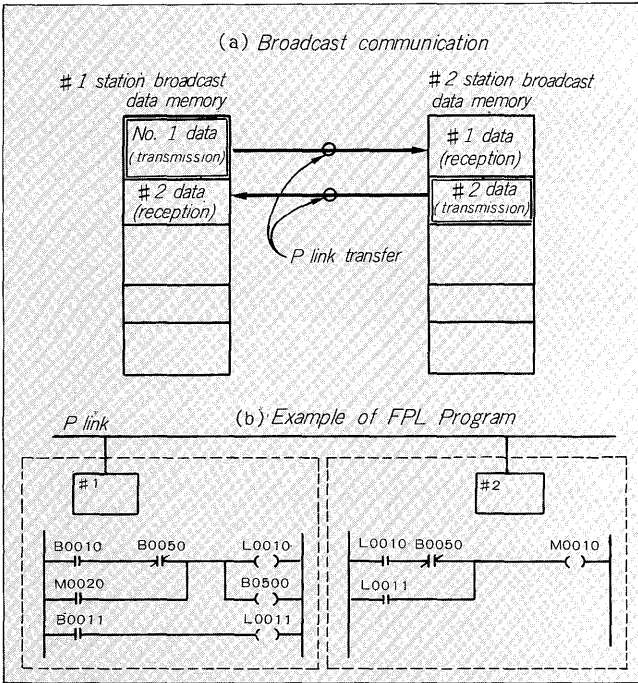 (a) Broadcast communication
#1 station broadcast
data memory
#2 station broadcast
data memory
No. 1 data
(transmission)
#2 data
(reception)
#1 data
(reception)
#2 data
(transmission)
P link transfer
(b) Example of FPL Program
P link
#1
#2
B0010 B0050 L0010
M0020 B0500
B0011 L0011
L0010 B0050 M0010
L0011